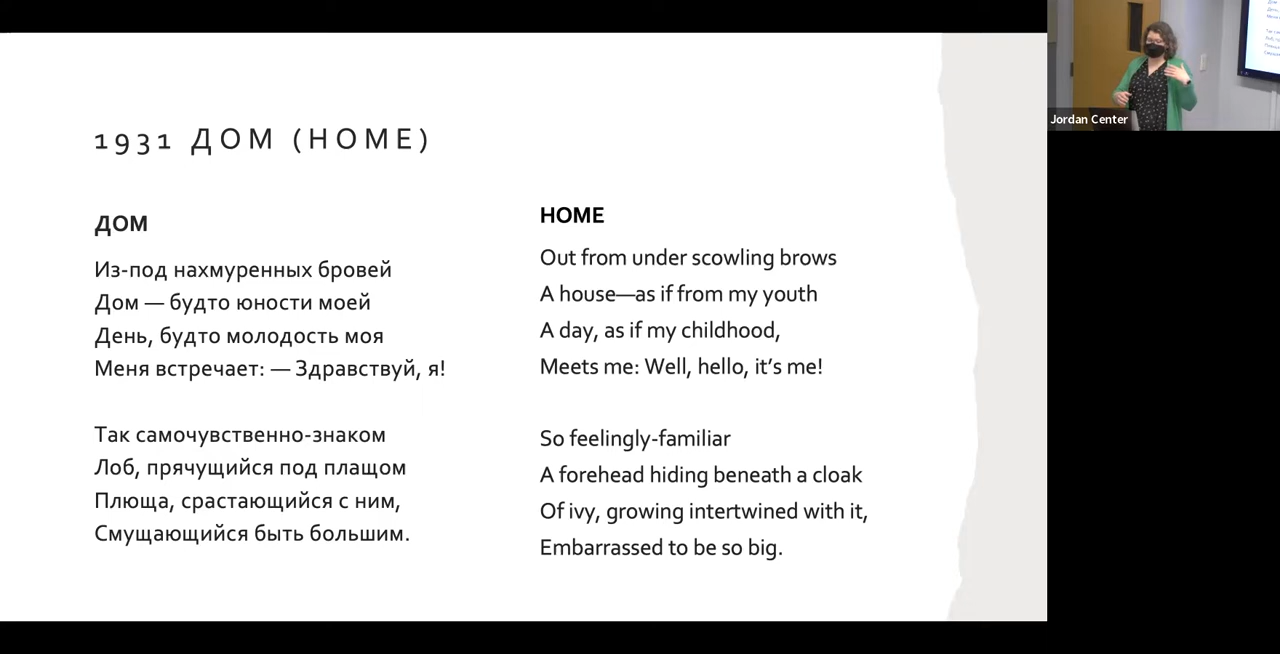 1931 ДОМ (HOME)
ДОМ
Из-под нахмуренных бровей
Дом — будто юности моей
День, будто молодость моя
Меня встречает: — Здравствуй, я!
Так самочувственно-знаком
Лоб, прячущийся под плащом
Плюща, срастающийся с ним,
Смущающийся быть большим.
HOME
Out from under scowling brows
A house—as if from my youth
A day, as if my childhood,
Meets me: Well, hello, it’s me!
So feelingly-familiar
A forehead hiding beneath a cloak
Of ivy, growing intertwined with it,
Embarrassed to be so big.
Jordan Center